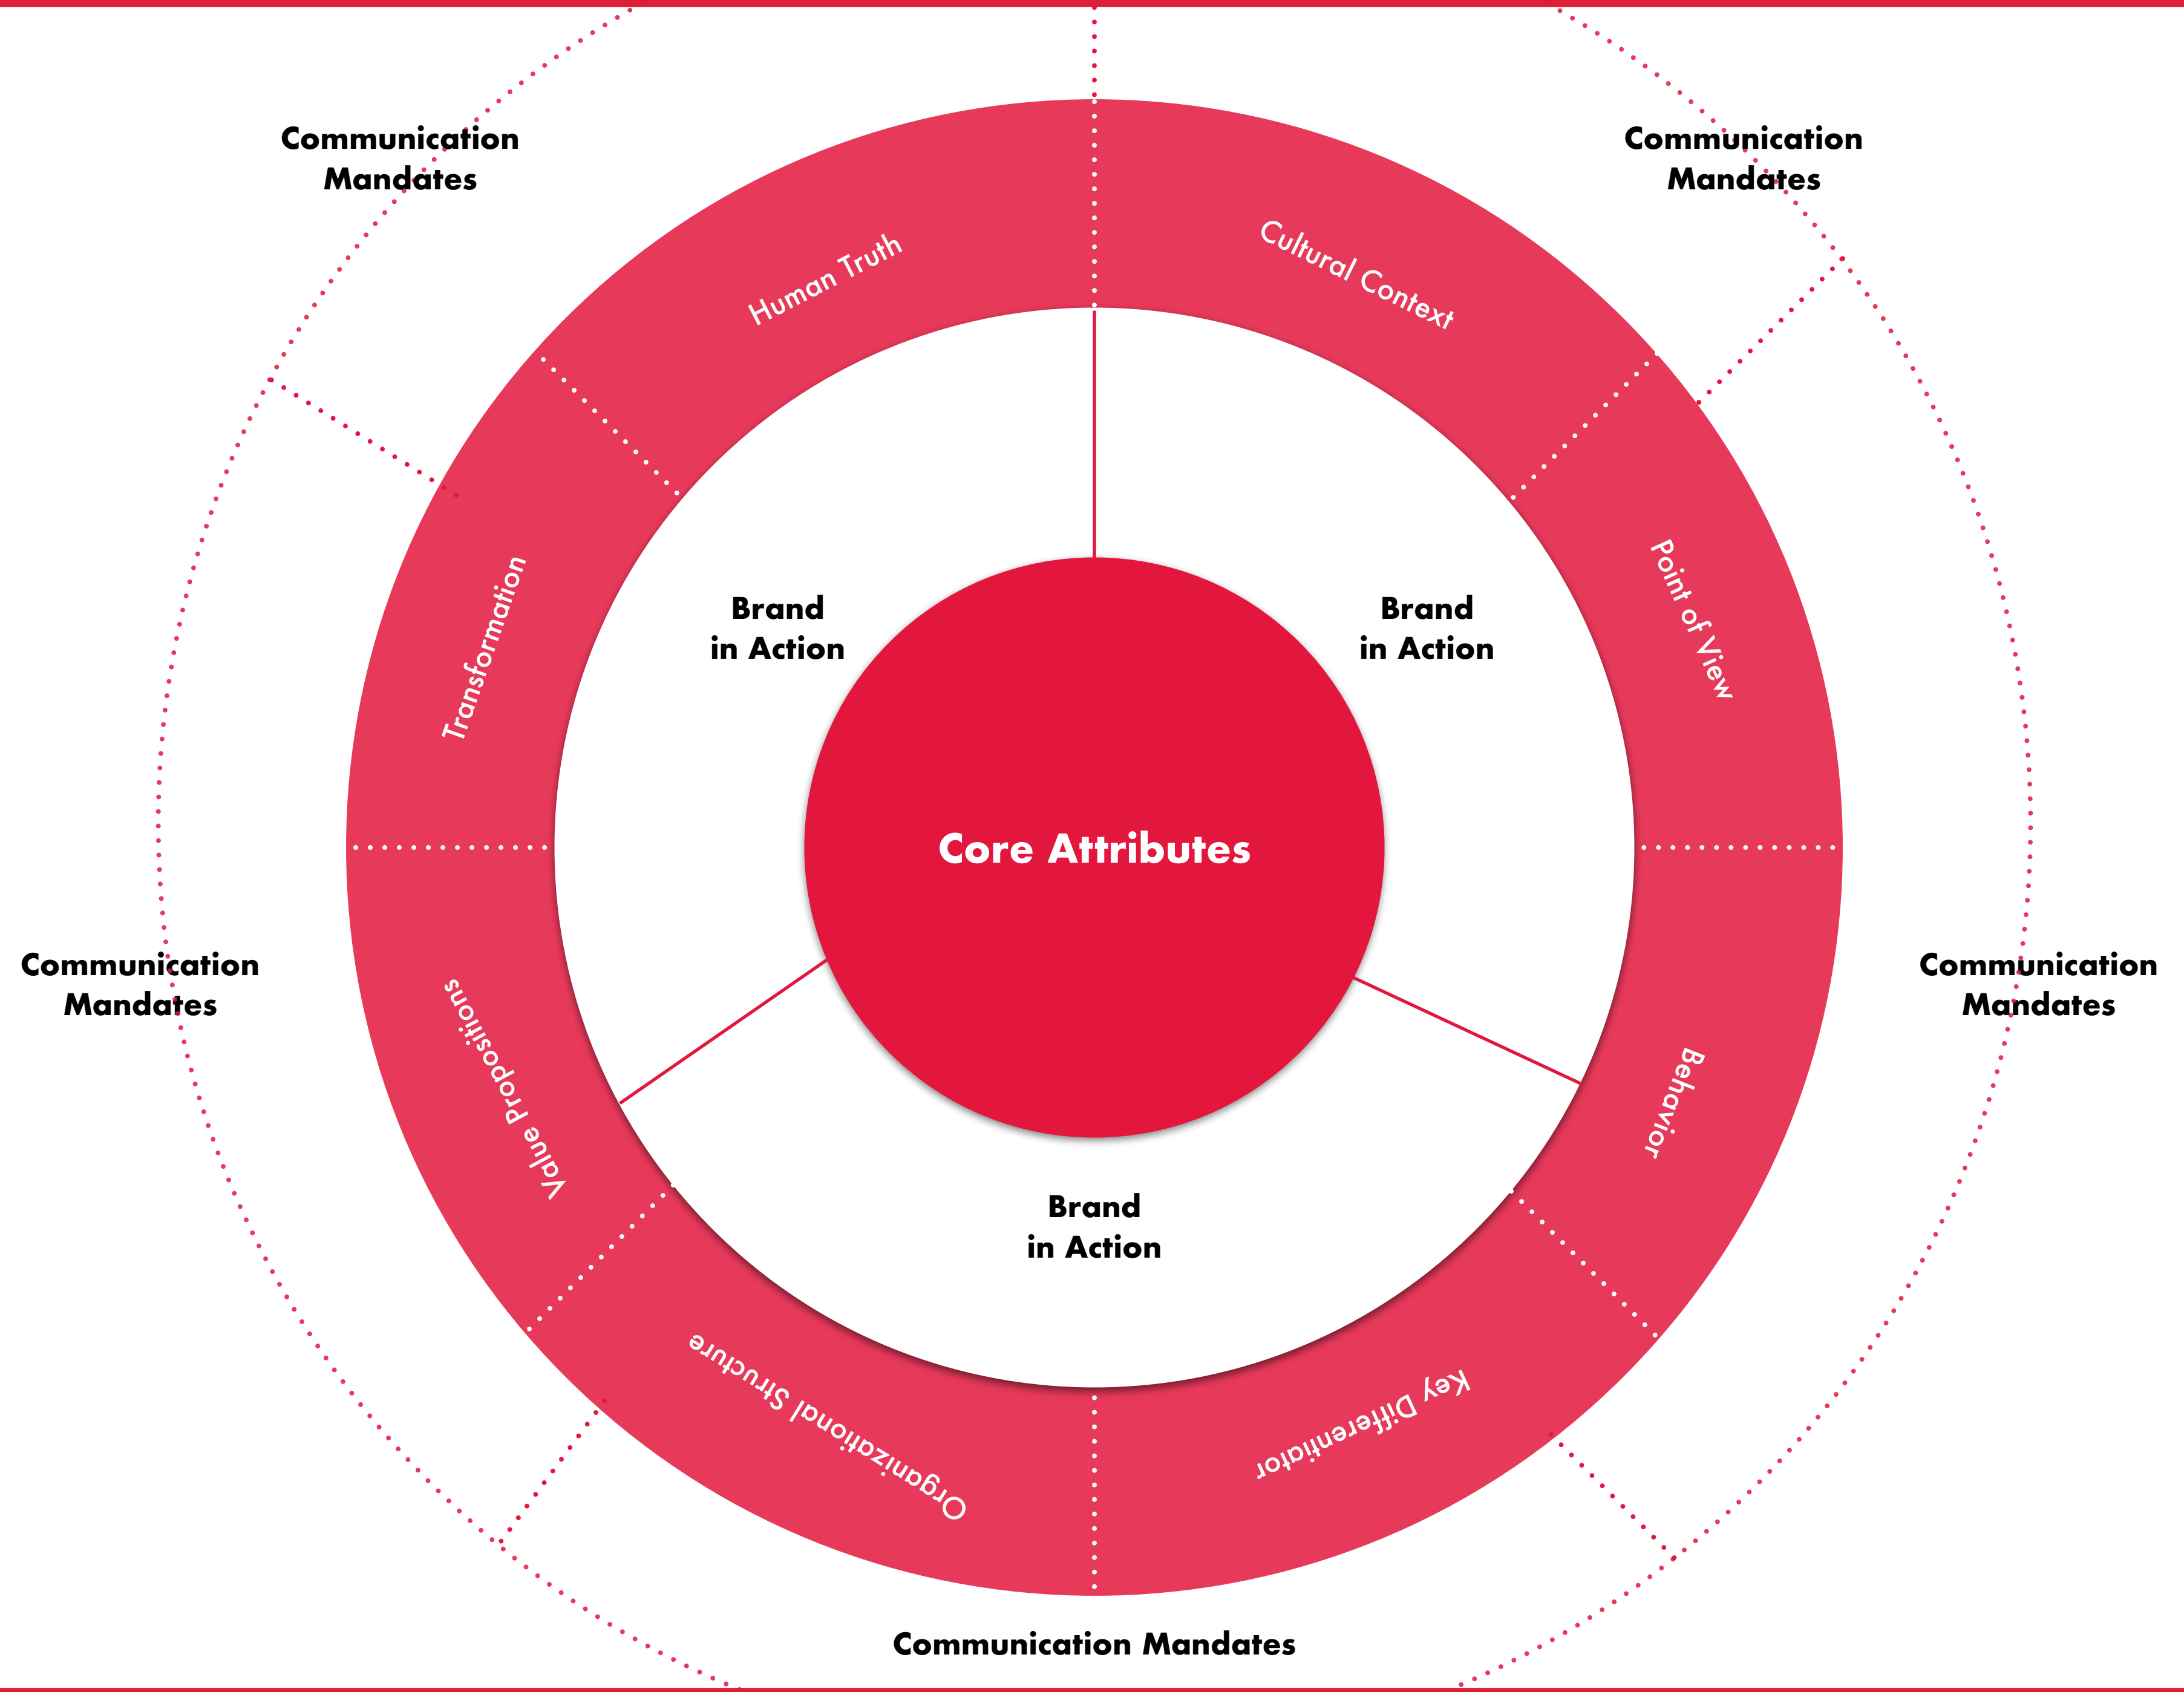 Communication
Mandates
Communication
Mandates
Human Truth
Cultural Context
Transformation
Point of View
Brand
in Action
Brand
in Action
Core Attributes
Communication
Mandates
Communication
Mandates
Value Propositions
Behavior
Brand
in Action
Organizational Structure
Key Differentiator
Communication Mandates